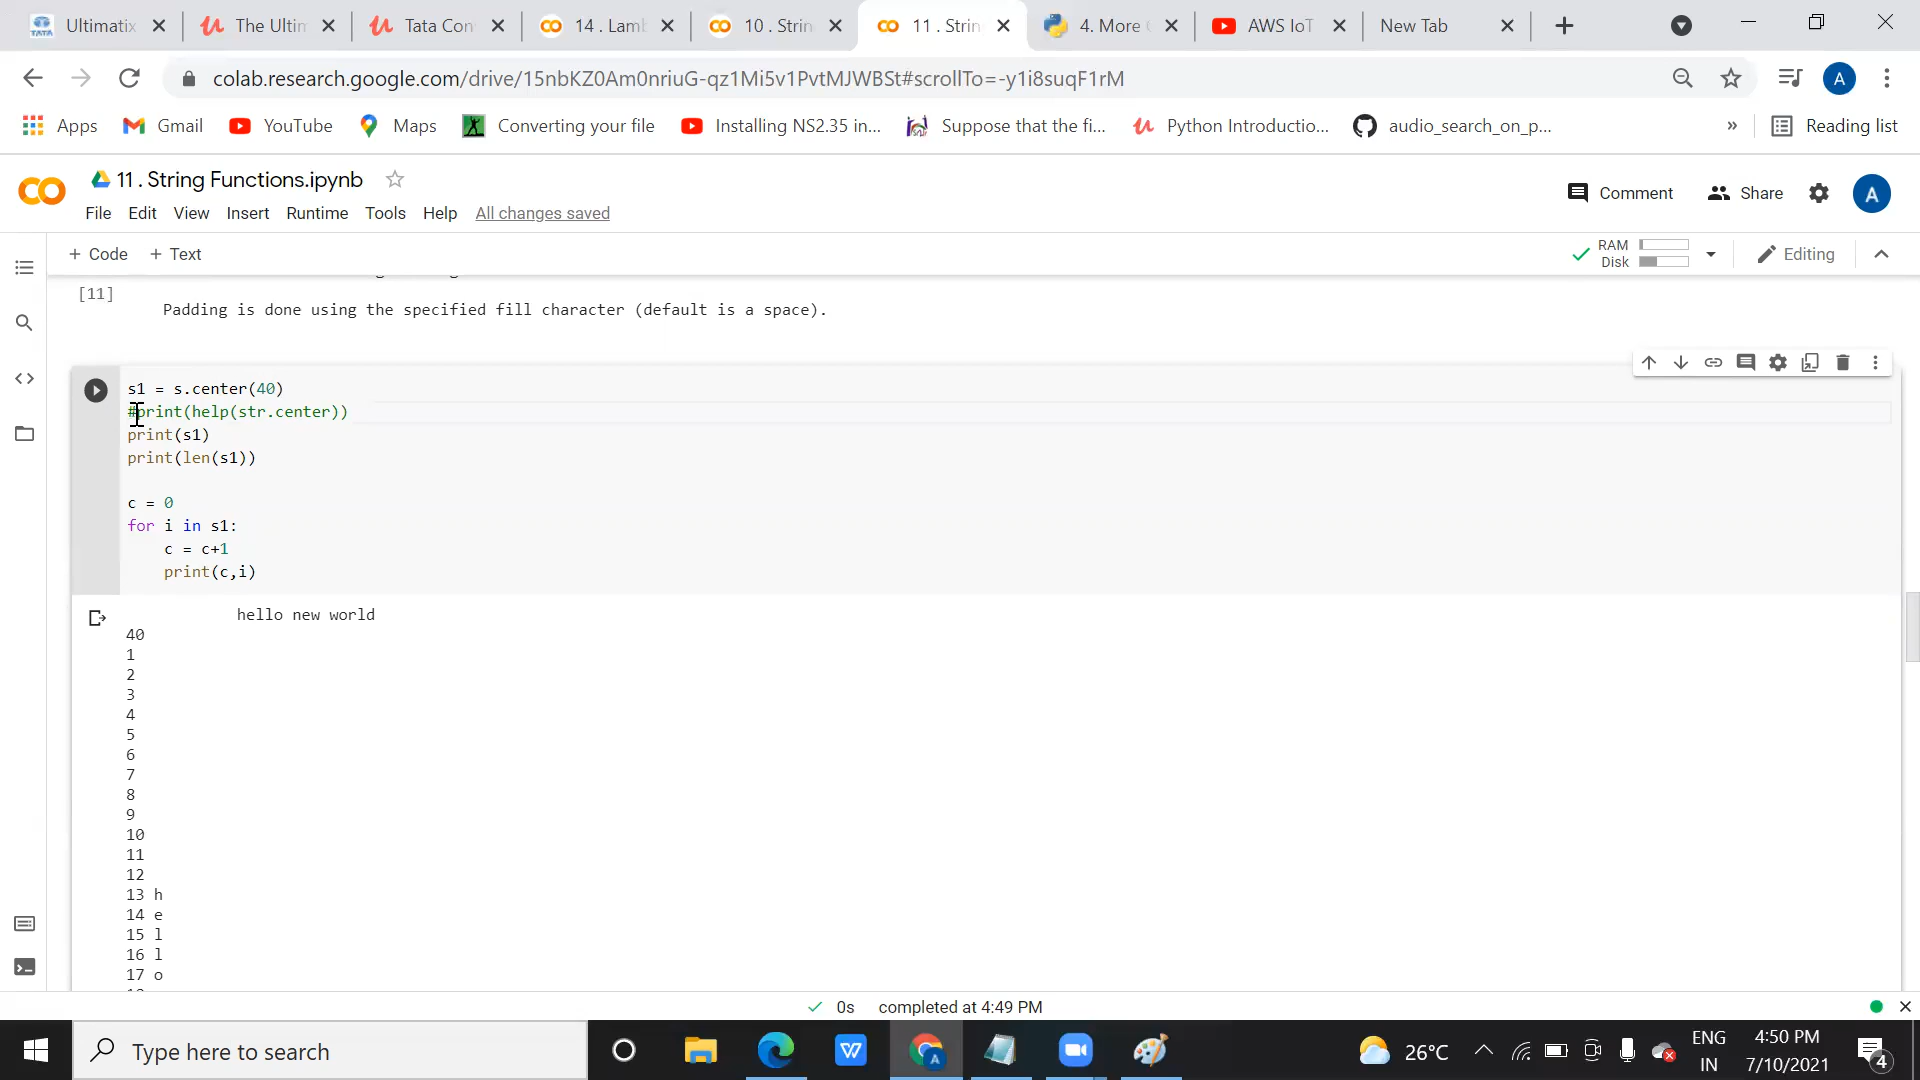 Ultimatix
The Ultim
Tata Con
14 . Lamb
10 . Strin
11 . Strin
4. More
AWS IoT
New Tab
colab.research.google.com/drive/15nbKZ0Am0nriuG-qz1Mi5v1PvtMJWBSt#scrollTo=-y1i8suqF1rM
A
Apps
Gmail
YouTube
Maps
Converting your file
Installing NS2.35 in...
Suppose that the fi...
Python Introductio...
audio_search_on_p...
»
Reading list
11 . String Functions.ipynb
Comment
Share
A
File Edit View Insert Runtime Tools Help All changes saved
+ Code + Text
RAM
Disk
Editing
[11]
Padding is done using the specified fill character (default is a space).
s1 = s.center(40)
#print(help(str.center))
print(s1)
print(len(s1))
c = 0
for i in s1:
c = c+1
print(c,i)
hello new world
40
1
2
3
4
5
6
7
8
9
10
11
12
13 h
14 e
15 l
16 l
17 o
0s completed at 4:49 PM
Type here to search
26°C
ENG
IN
4:50 PM
7/10/2021
4